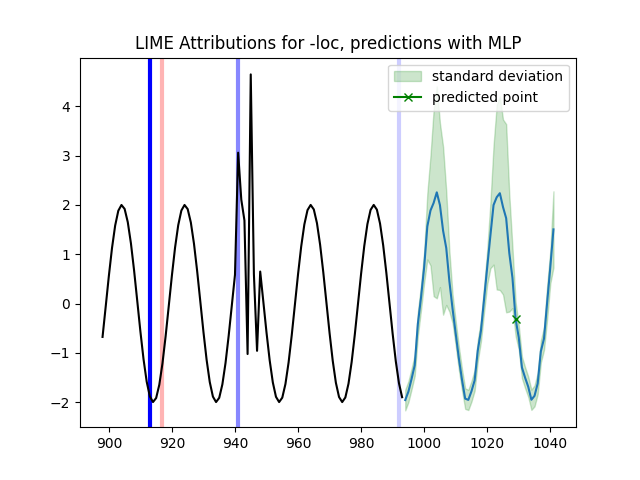 LIME Attributions for -loc, predictions with MLP
standard deviation
predicted point
4
3
2
1
0
−1
−2
900 920 940 960 980 1000 1020 1040